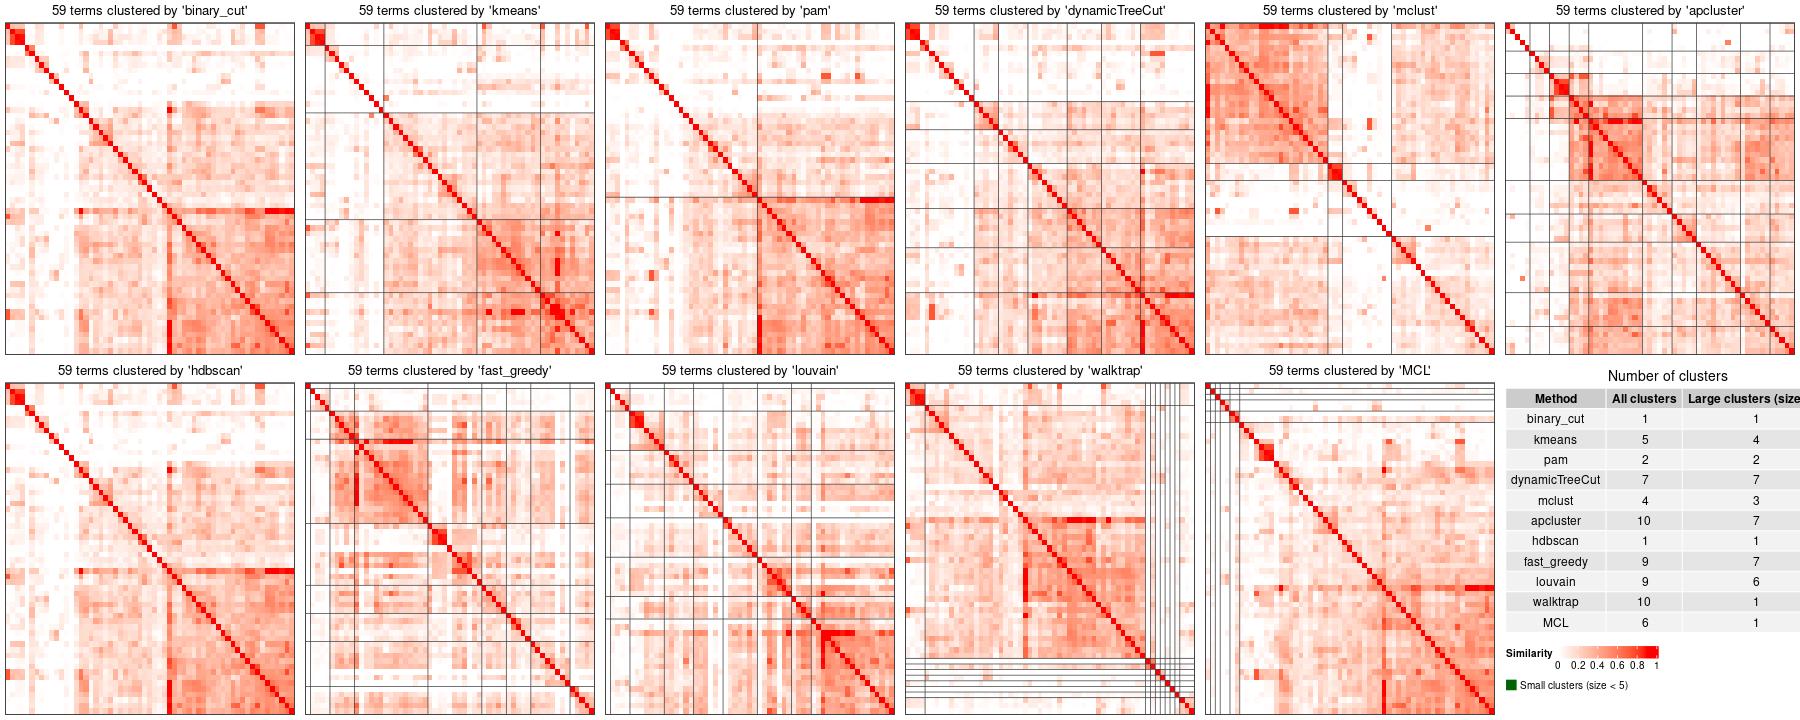 59 terms clustered by 'binary_cut'
59 terms clustered by 'kmeans'
59 terms clustered by 'pam'
59 terms clustered by 'dynamicTreeCut'
59 terms clustered by 'mclust'
59 terms clustered by 'apcluster'
59 terms clustered by 'hdbscan'
59 terms clustered by 'fast_greedy'
59 terms clustered by 'louvain'
59 terms clustered by 'walktrap'
59 terms clustered by 'MCL'
Number of clusters
Method All clusters Large clusters (size
binary_cut 1 1
kmeans 5 4
pam 2 2
dynamicTreeCut 7 7
mclust 4 3
apcluster 10 7
hdbscan 1 1
fast_greedy 9 7
louvain 9 6
walktrap 10 1
MCL 6 1
Similarity
0 0.2 0.4 0.6 0.8 1
Small clusters (size < 5)